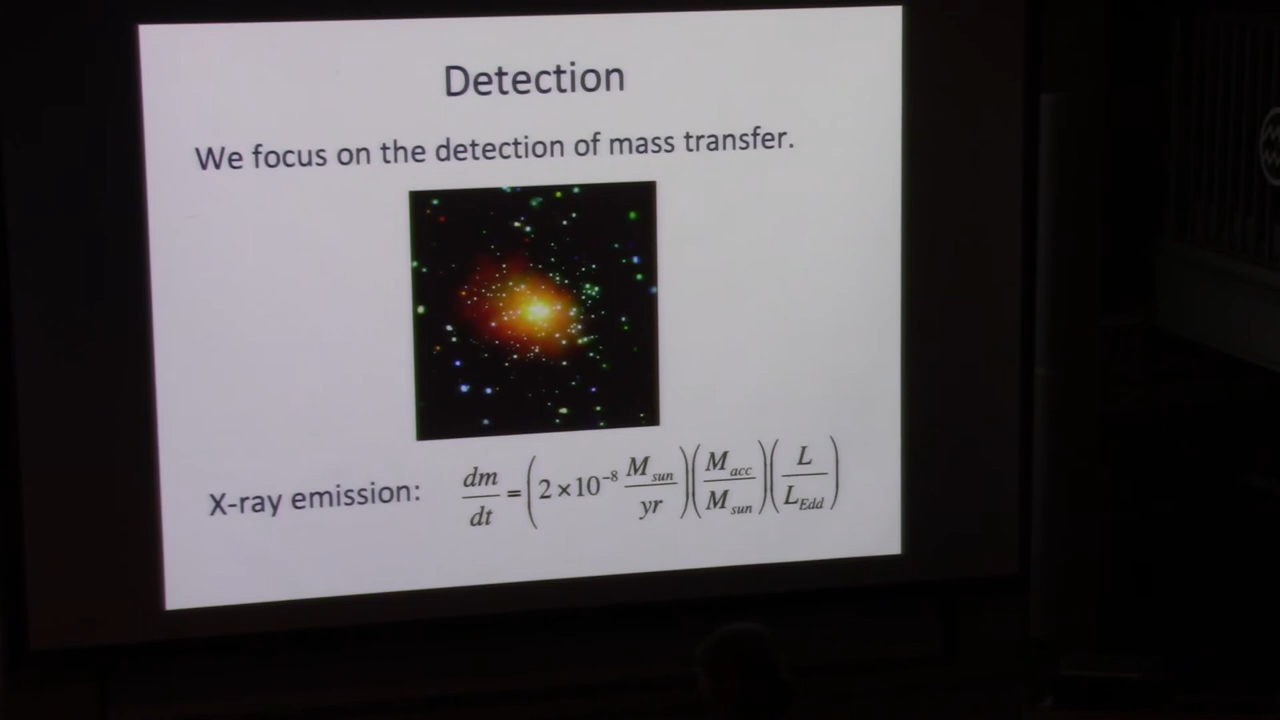 Detection
We focus on the detection of mass transfer.
X-ray emission: dm/dt = (2×10⁻⁸ M_sun/yr)(M_acc/M_sun)(L/L_Edd)